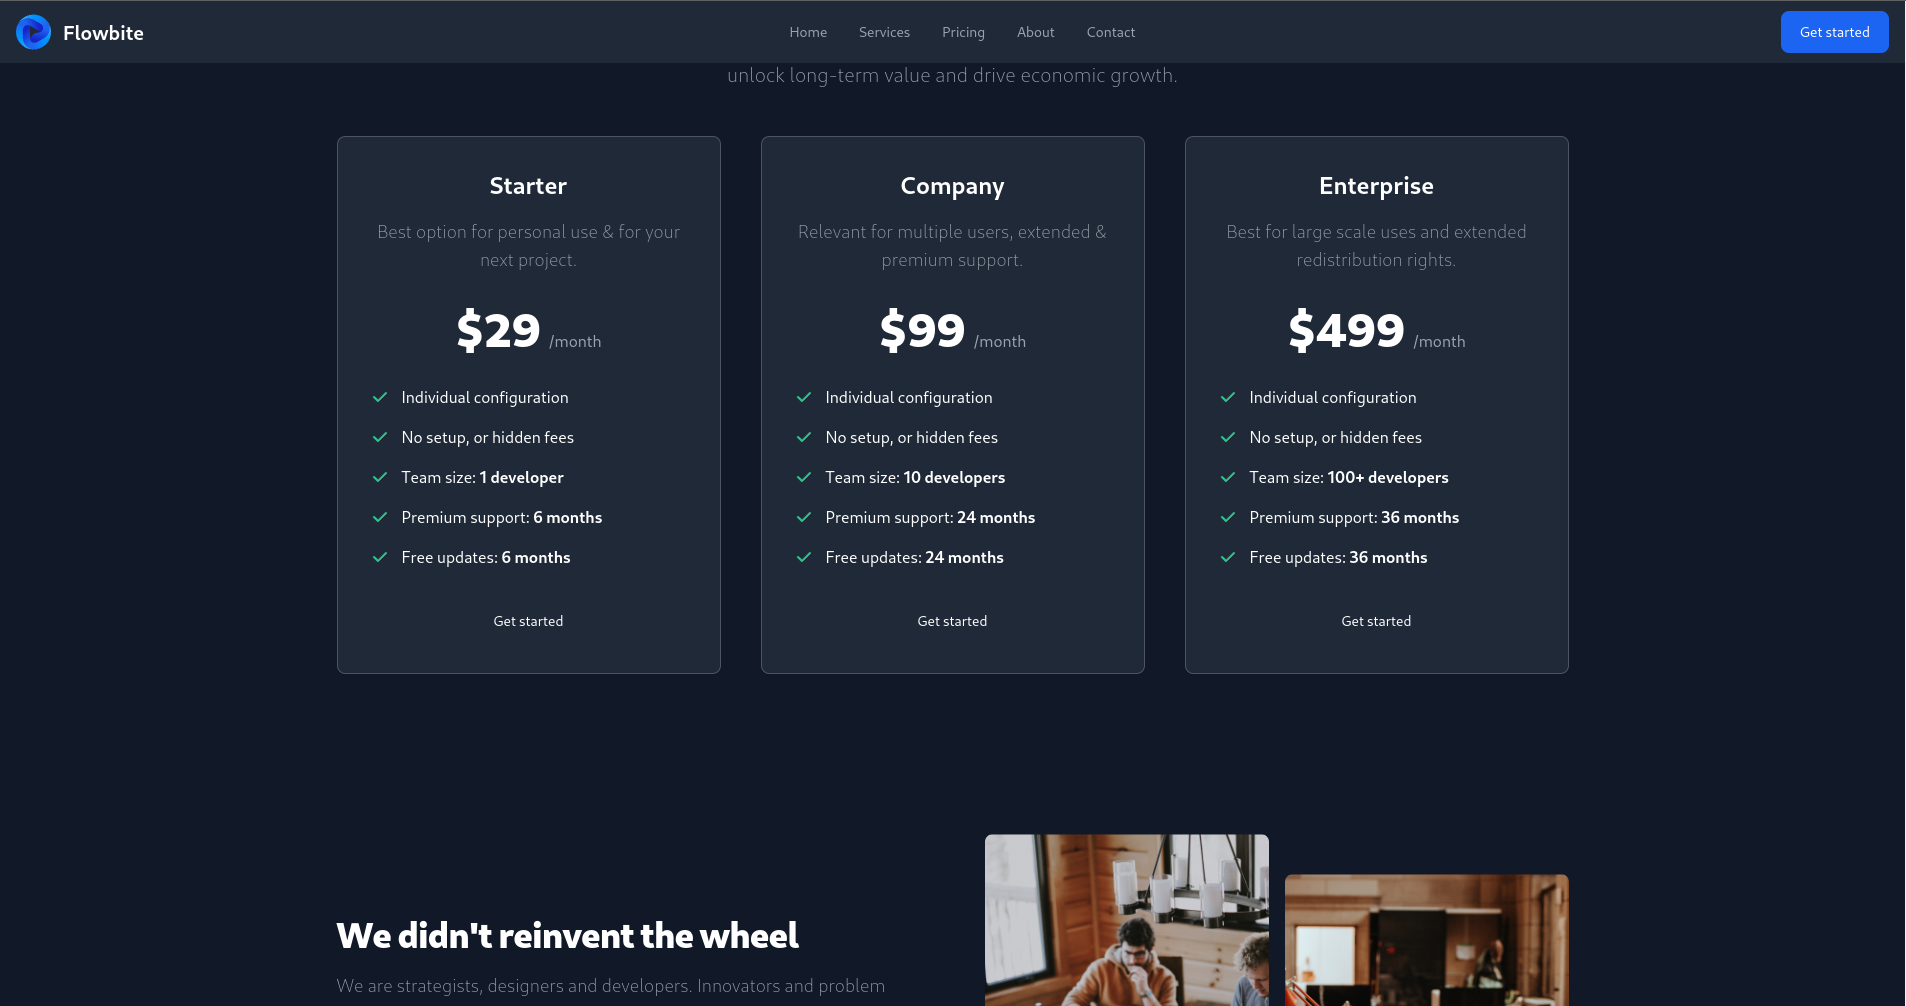 Flowbite
Home Services Pricing About Contact
Get started
unlock long-term value and drive economic growth.
Starter
Best option for personal use & for your
next project.
$29 /month
Individual configuration
No setup, or hidden fees
Team size: 1 developer
Premium support: 6 months
Free updates: 6 months
Get started
Company
Relevant for multiple users, extended &
premium support.
$99 /month
Individual configuration
No setup, or hidden fees
Team size: 10 developers
Premium support: 24 months
Free updates: 24 months
Get started
Enterprise
Best for large scale uses and extended
redistribution rights.
$499 /month
Individual configuration
No setup, or hidden fees
Team size: 100+ developers
Premium support: 36 months
Free updates: 36 months
Get started
We didn't reinvent the wheel
We are strategists, designers and developers. Innovators and problem